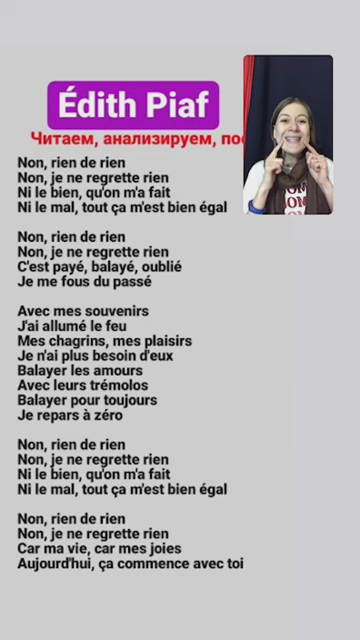 Édith Piaf
Читаем, анализируем,
Non, rien de rien
Non, je ne regrette rien
Ni le bien, qu'on m'a fait
Ni le mal, tout ça m'est bien égal
Non, rien de rien
Non, je ne regrette rien
C'est payé, balayé, oublié
Je me fous du passé
Avec mes souvenirs
J'ai allumé le feu
Mes chagrins, mes plaisirs
Je n'ai plus besoin d'eux
Balayer les amours
Avec leurs trémolos
Balayer pour toujours
Je repars à zéro
Non, rien de rien
Non, je ne regrette rien
Ni le bien, qu'on m'a fait
Ni le mal, tout ça m'est bien égal
Non, rien de rien
Non, je ne regrette rien
Car ma vie, car mes joies
Aujourd'hui, ça commence avec toi